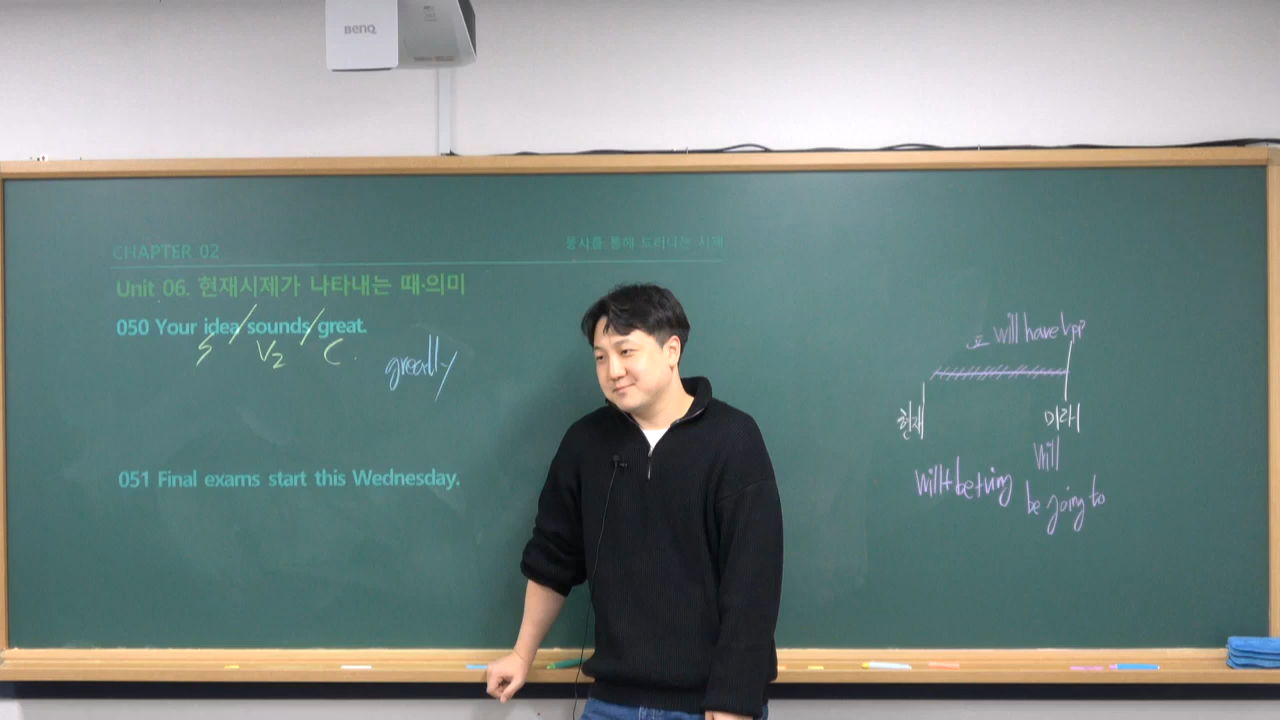 BenQ
CHAPTER 02
동사를 통해 드러나는 시제
Unit 06. 현재시제가 나타내는 때·의미
050 Your idea / sounds / great.
S V2 C.
greatly
051 Final exams start this Wednesday.
will have V.pp
현재
미래
will
will+be+ving
be going to